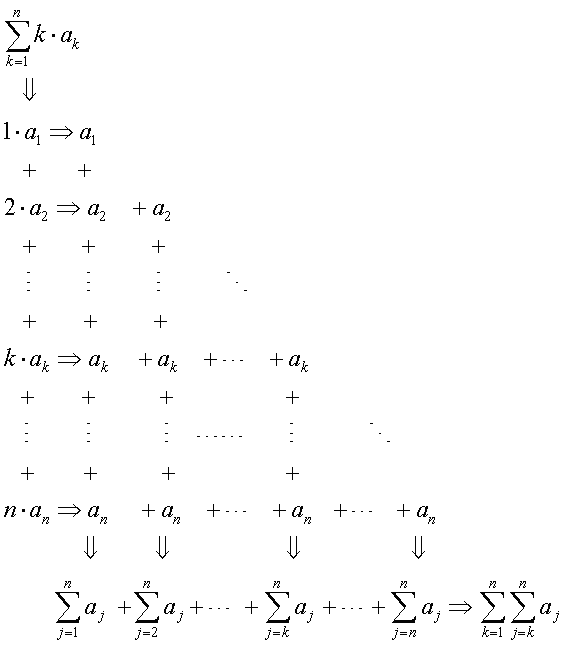 ∑_{k=1}^{n} k · a_k
⇓
1 · a_1 ⇒ a_1
+ +
2 · a_2 ⇒ a_2 + a_2
+ + +
⋮ ⋮ ⋮ ⋱
+ + +
k · a_k ⇒ a_k + a_k + ⋯ + a_k
+ + + +
⋮ ⋮ ⋮ ⋯⋯ ⋮ ⋱
+ + + +
n · a_n ⇒ a_n + a_n + ⋯ + a_n + ⋯ + a_n
⇓ ⇓ ⇓ ⇓
∑_{j=1}^{n} a_j + ∑_{j=2}^{n} a_j + ⋯ + ∑_{j=k}^{n} a_j + ⋯ + ∑_{j=n}^{n} a_j ⇒ ∑_{k=1}^{n} ∑_{j=k}^{n} a_j